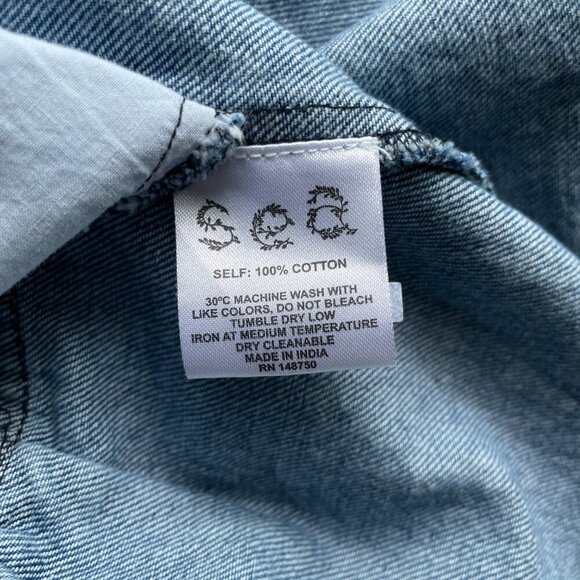 Sea
SELF: 100% COTTON
30ºC MACHINE WASH WITH
LIKE COLORS, DO NOT BLEACH
TUMBLE DRY LOW
IRON AT MEDIUM TEMPERATURE
DRY CLEANABLE
MADE IN INDIA
RN 148750